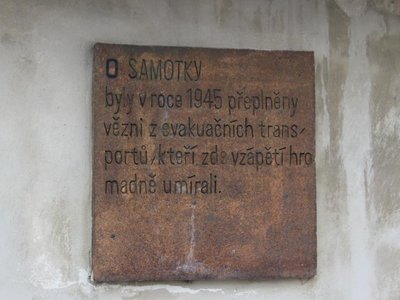 O SAMOTKY
byly v roce 1945 přeplněny
vězni z evakuačních trans-
portů, kteří zde vzápětí hro
madně umírali.